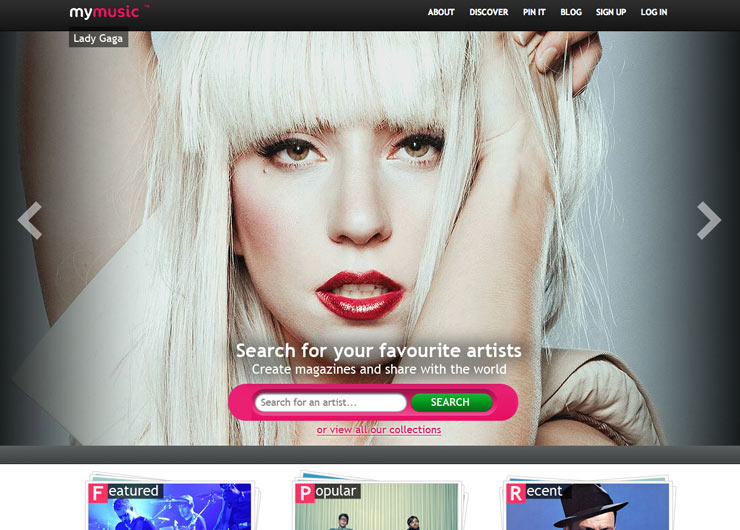 mymusic ™
ABOUT DISCOVER PIN IT BLOG SIGN UP LOG IN
Lady Gaga
Search for your favourite artists
Create magazines and share with the world
Search for an artist... SEARCH
or view all our collections
Featured Popular Recent